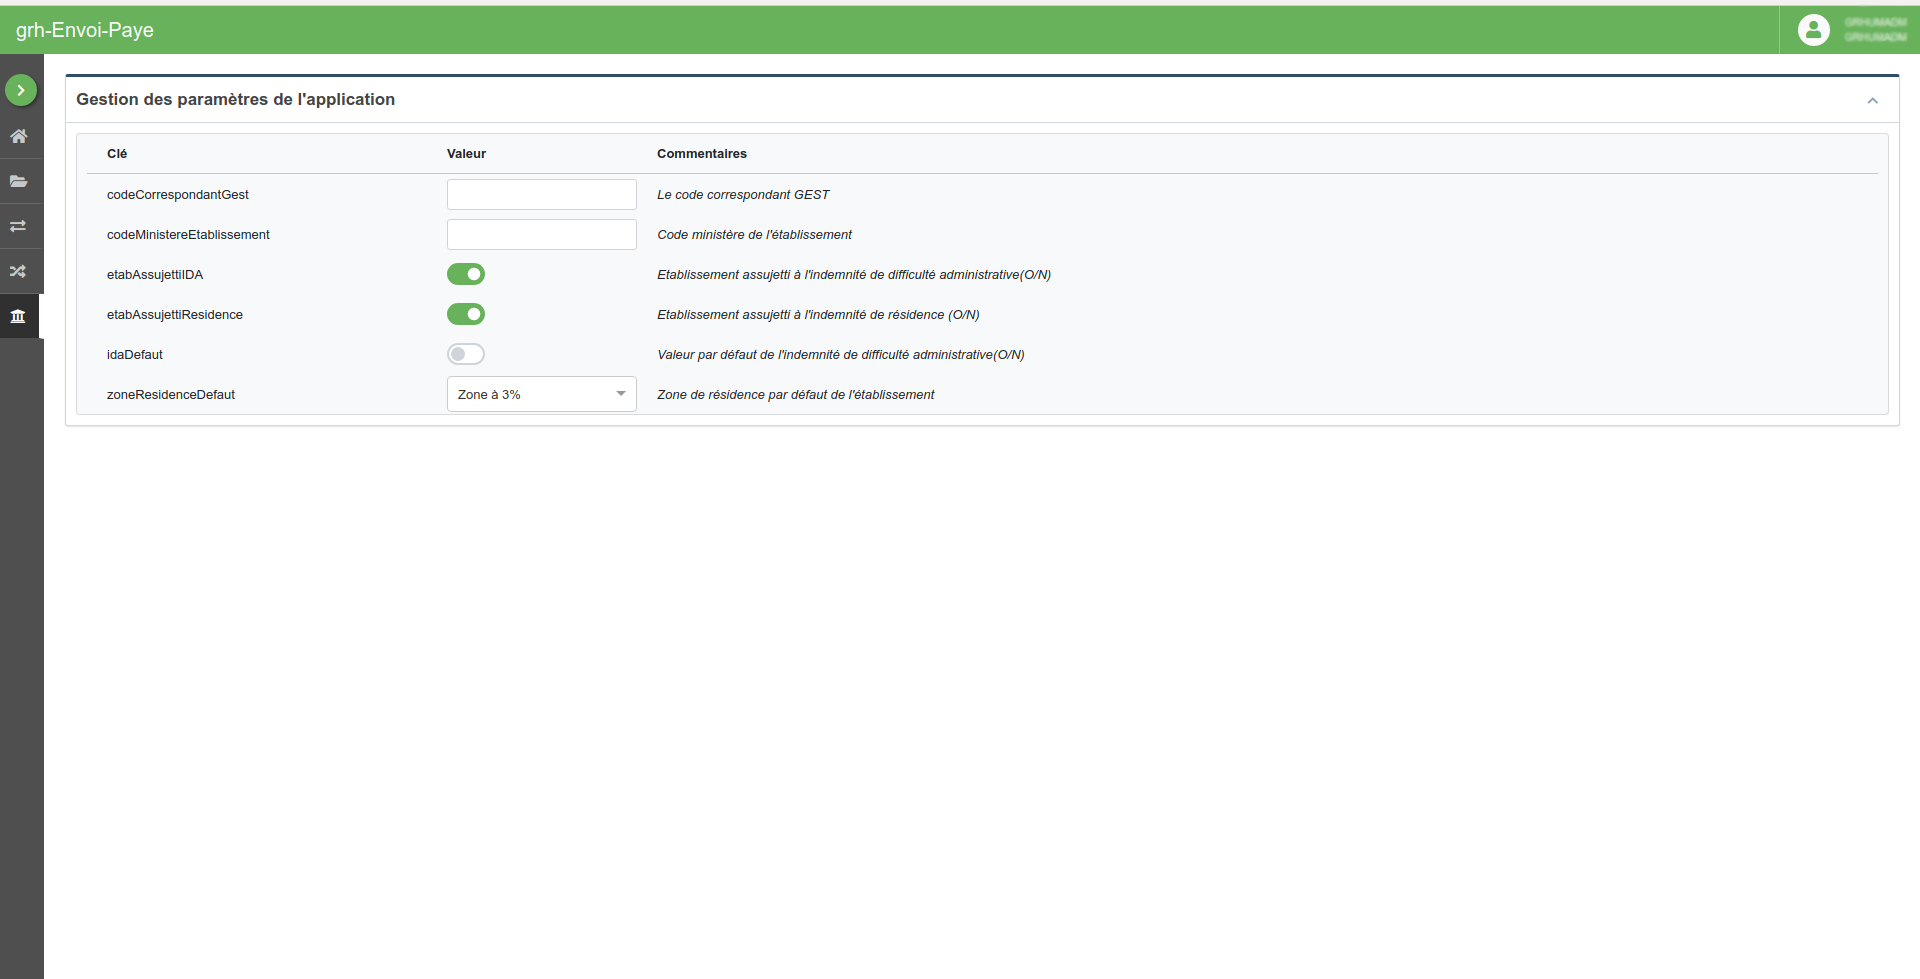 grh-Envoi-Paye
GRHUMADM
GRHUMADM
Gestion des paramètres de l'application
Clé Valeur Commentaires
codeCorrespondantGest Le code correspondant GEST
codeMinistereEtablissement Code ministère de l'établissement
etabAssujettiIDA Etablissement assujetti à l'indemnité de difficulté administrative(O/N)
etabAssujettiResidence Etablissement assujetti à l'indemnité de résidence (O/N)
idaDefaut Valeur par défaut de l'indemnité de difficulté administrative(O/N)
zoneResidenceDefaut Zone à 3% Zone de résidence par défaut de l'établissement